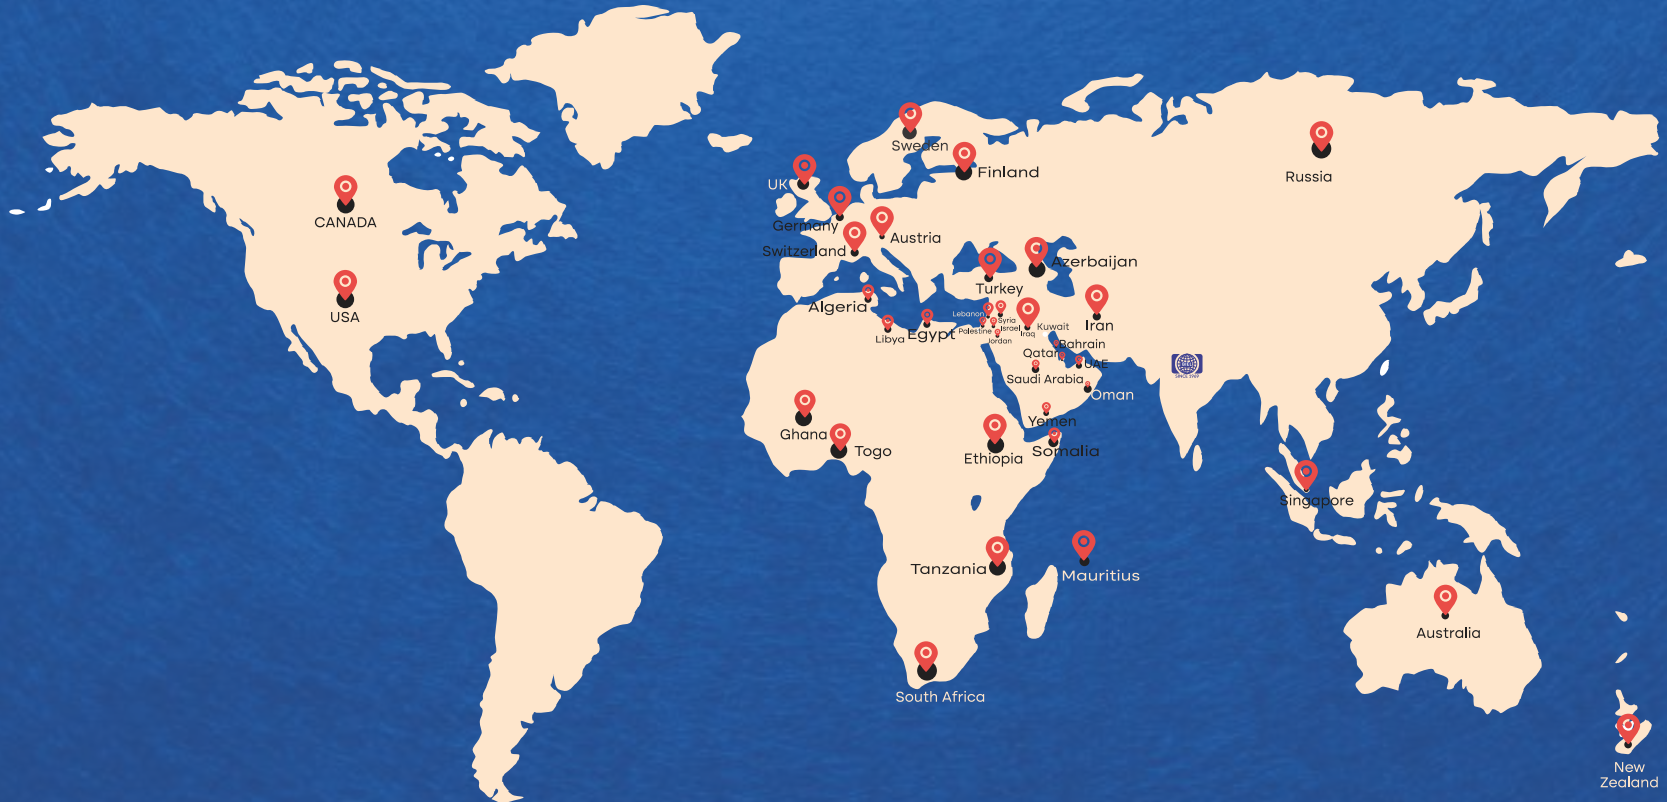 Sweden
Finland
Russia
UK
CANADA
Germany
Austria
Switzerland
Azerbaijan
Turkey
USA
Algeria
Lebanon
Syria
Iran
Libya
Egypt
Palestine
Israel
Iraq
Kuwait
Jordan
Bahrain
Qatar
UAE
SINCE 1969
Saudi Arabia
Oman
Yemen
Ghana
Togo
Ethiopia
Somalia
Singapore
Tanzania
Mauritius
Australia
South Africa
New
Zealand